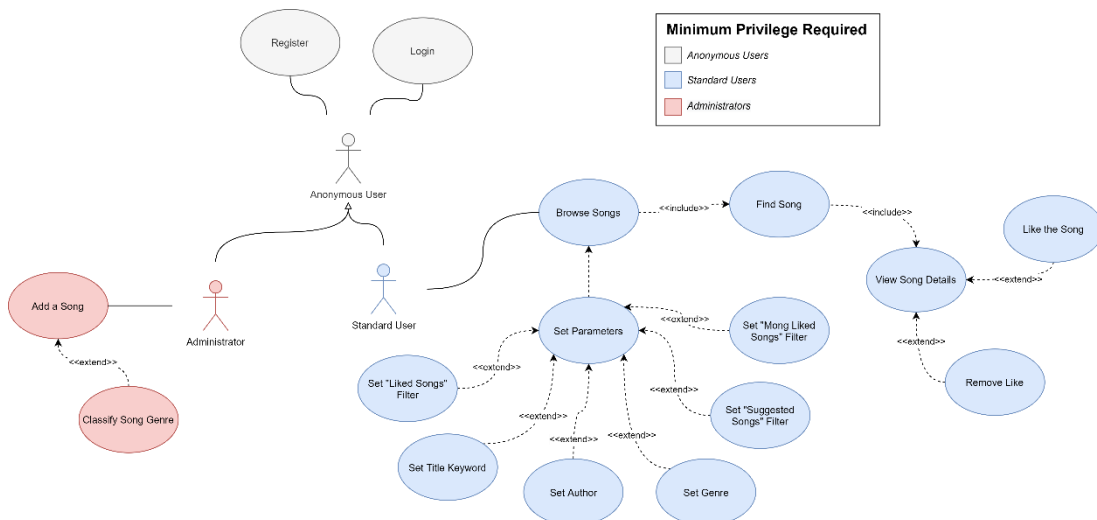 Register
Login
Minimum Privilege Required
Anonymous Users
Standard Users
Administrators
Anonymous User
Browse Songs
<<include>>
Find Song
<<include>>
Like the Song
View Song Details
<<extend>>
Add a Song
Administrator
Standard User
Set Parameters
<<extend>>
Set "Mong Liked
Songs" Filter
<<extend>>
<<extend>>
Set "Liked Songs"
Filter
<<extend>>
<<extend>>
Remove Like
Classify Song Genre
<<extend>>
Set "Suggested
Songs" Filter
<<extend>>
<<extend>>
<<extend>>
Set Title Keyword
Set Author
Set Genre